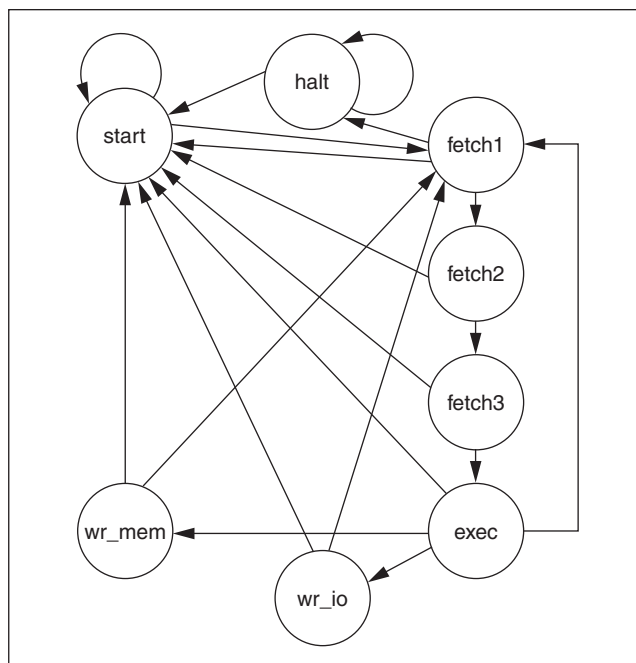 halt
start
fetch1
fetch2
fetch3
wr_mem
exec
wr_io